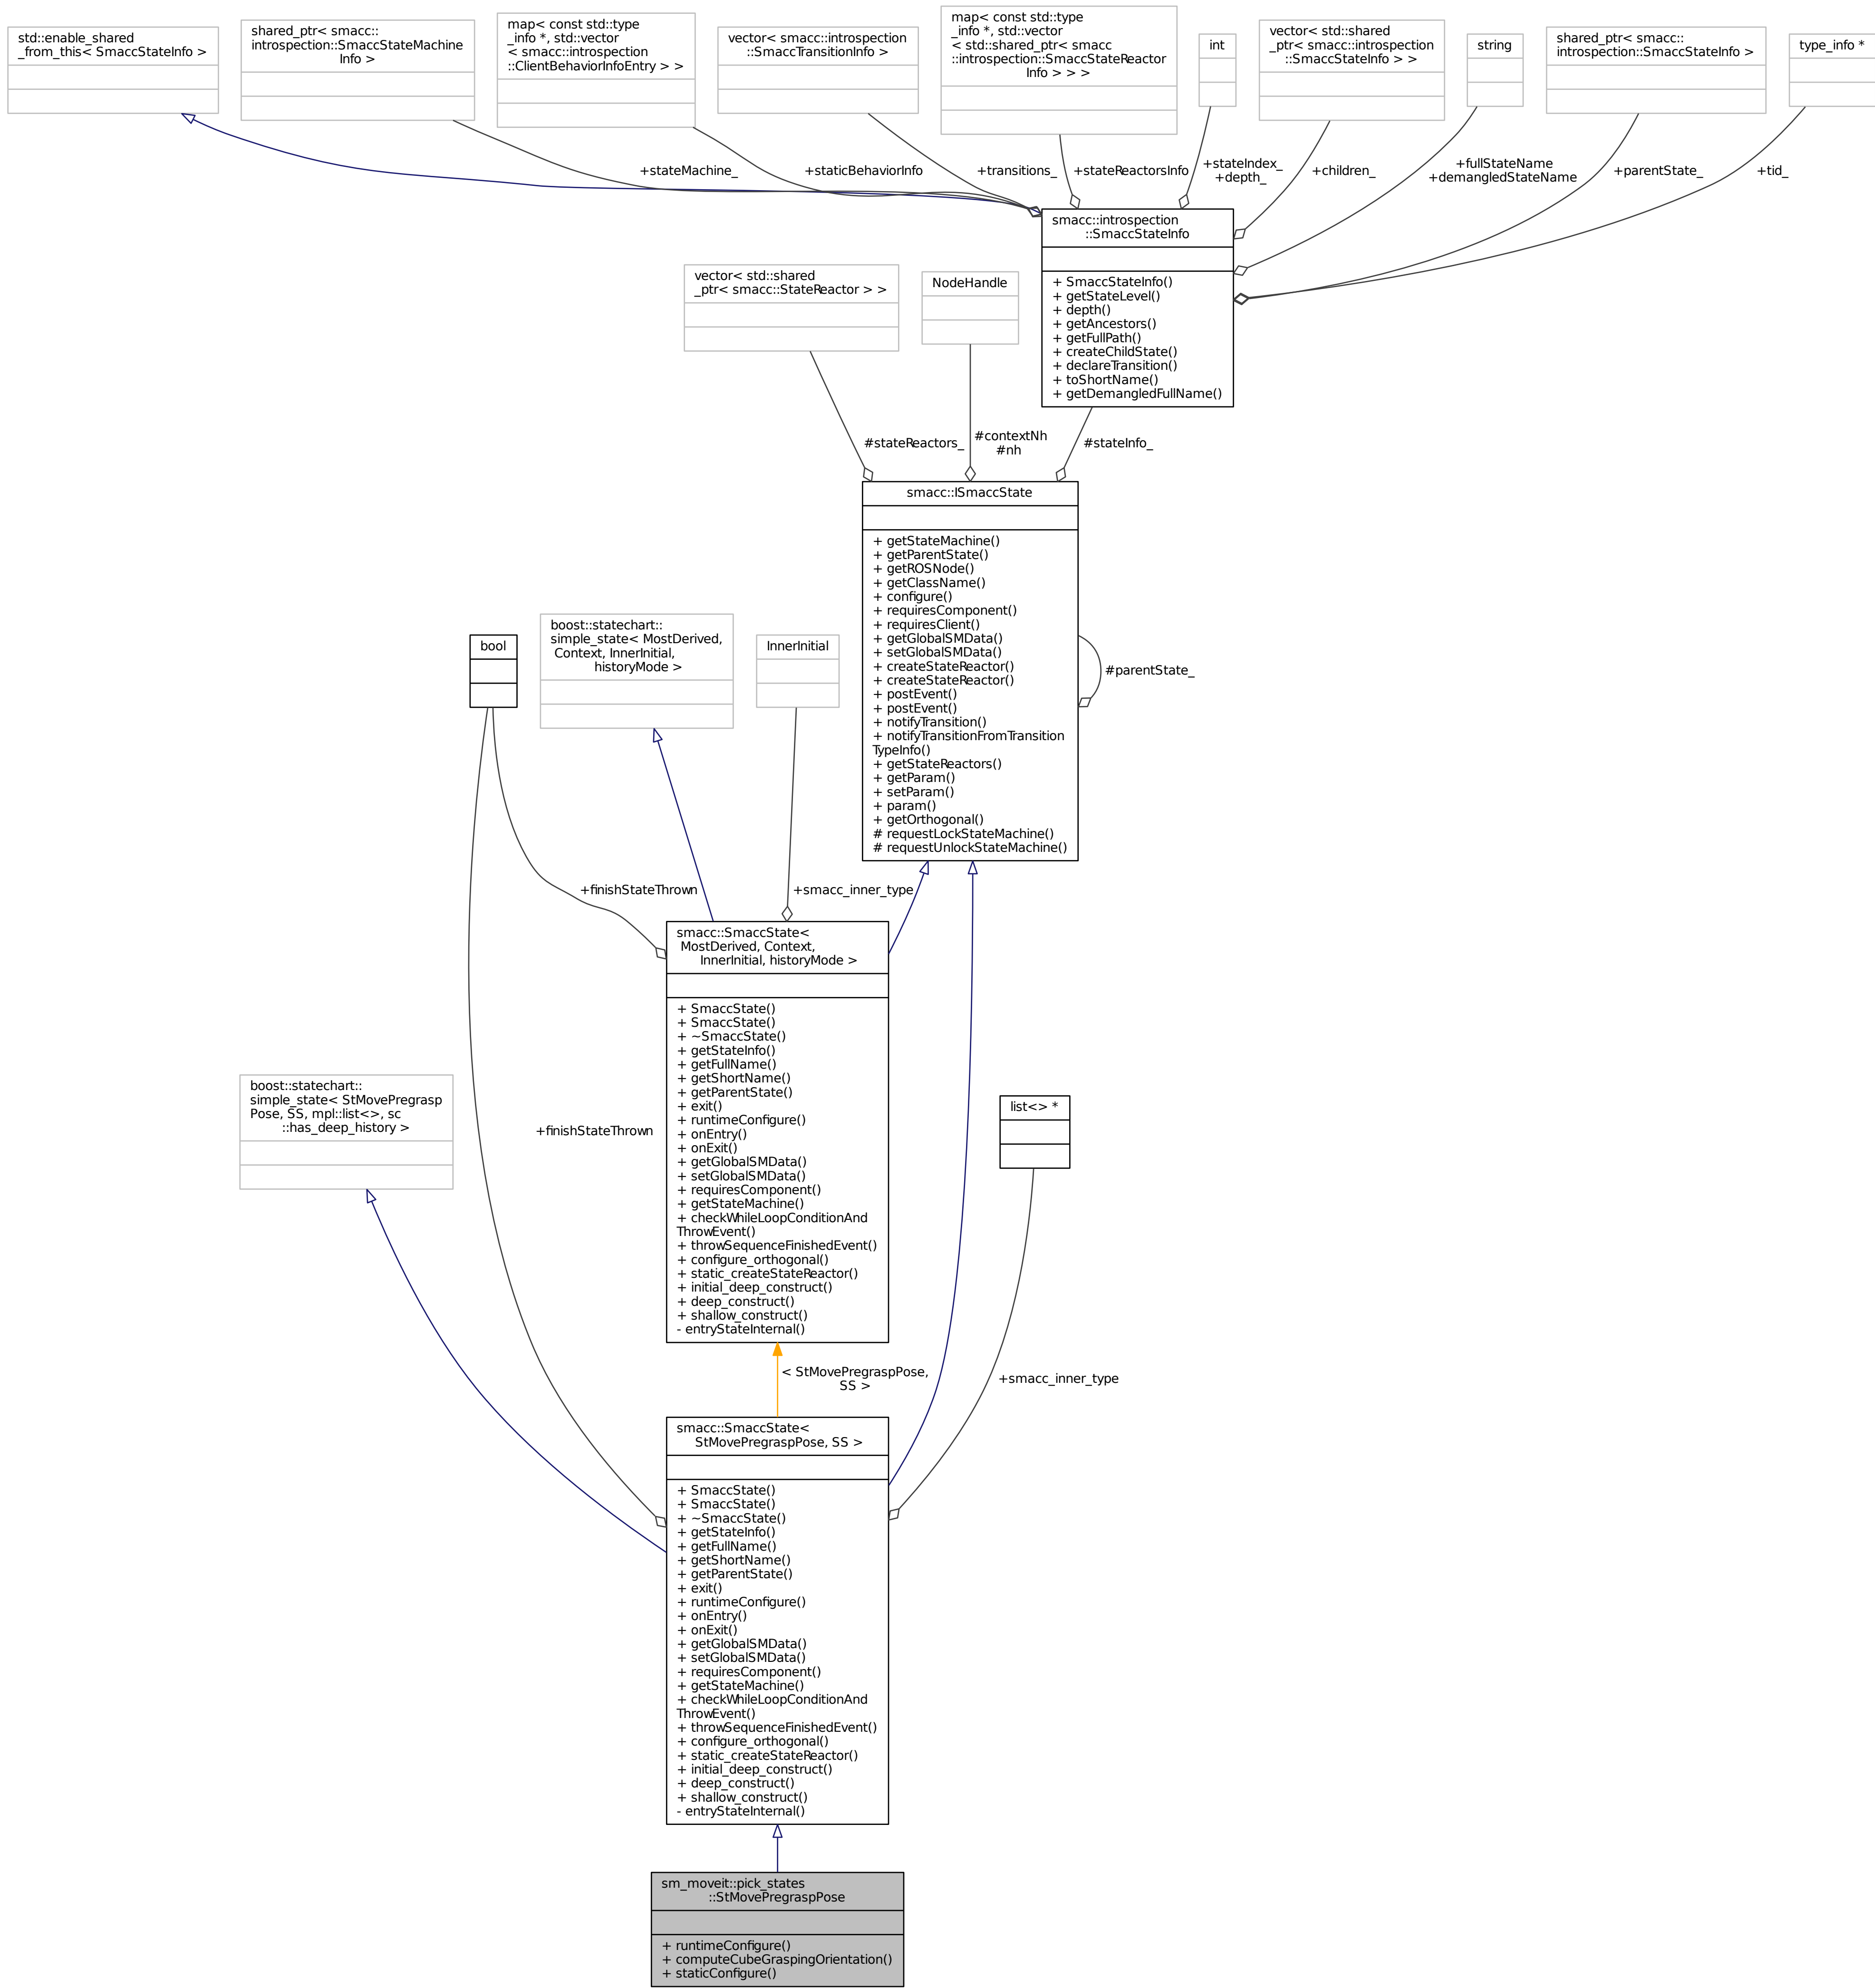 std::enable_shared
_from_this< SmaccStateInfo >
shared_ptr< smacc::
introspection::SmaccStateMachine
Info >
map< const std::type
_info *, std::vector
< smacc::introspection
::ClientBehaviorInfoEntry > >
vector< smacc::introspection
::SmaccTransitionInfo >
map< const std::type
_info *, std::vector
< std::shared_ptr< smacc
::introspection::SmaccStateReactor
Info > > >
int
vector< std::shared
_ptr< smacc::introspection
::SmaccStateInfo > >
string
shared_ptr< smacc::
introspection::SmaccStateInfo >
type_info *
+stateMachine_
+staticBehaviorInfo
+transitions_
+stateReactorsInfo
+stateIndex_
+depth_
+children_
+fullStateName
+demangledStateName
+parentState_
+tid_
smacc::introspection
::SmaccStateInfo
+ SmaccStateInfo()
+ getStateLevel()
+ depth()
+ getAncestors()
+ getFullPath()
+ createChildState()
+ declareTransition()
+ toShortName()
+ getDemangledFullName()
vector< std::shared
_ptr< smacc::StateReactor > >
NodeHandle
#stateReactors_
#contextNh
#nh
#stateInfo_
smacc::ISmaccState
+ getStateMachine()
+ getParentState()
+ getROSNode()
+ getClassName()
+ configure()
+ requiresComponent()
+ requiresClient()
+ getGlobalSMData()
+ setGlobalSMData()
+ createStateReactor()
+ createStateReactor()
+ postEvent()
+ postEvent()
+ notifyTransition()
+ notifyTransitionFromTransition
TypeInfo()
+ getStateReactors()
+ getParam()
+ setParam()
+ param()
+ getOrthogonal()
# requestLockStateMachine()
# requestUnlockStateMachine()
#parentState_
bool
boost::statechart::
simple_state< MostDerived,
Context, InnerInitial,
historyMode >
InnerInitial
+finishStateThrown
+smacc_inner_type
smacc::SmaccState<
MostDerived, Context,
InnerInitial, historyMode >
+ SmaccState()
+ SmaccState()
+ ~SmaccState()
+ getStateInfo()
+ getFullName()
+ getShortName()
+ getParentState()
+ exit()
+ runtimeConfigure()
+ onEntry()
+ onExit()
+ getGlobalSMData()
+ setGlobalSMData()
+ requiresComponent()
+ getStateMachine()
+ checkWhileLoopConditionAnd
ThrowEvent()
+ throwSequenceFinishedEvent()
+ configure_orthogonal()
+ static_createStateReactor()
+ initial_deep_construct()
+ deep_construct()
+ shallow_construct()
- entryStateInternal()
boost::statechart::
simple_state< StMovePregrasp
Pose, SS, mpl::list<>, sc
::has_deep_history >
+finishStateThrown
list<> *
< StMovePregraspPose,
SS >
+smacc_inner_type
smacc::SmaccState<
StMovePregraspPose, SS >
+ SmaccState()
+ SmaccState()
+ ~SmaccState()
+ getStateInfo()
+ getFullName()
+ getShortName()
+ getParentState()
+ exit()
+ runtimeConfigure()
+ onEntry()
+ onExit()
+ getGlobalSMData()
+ setGlobalSMData()
+ requiresComponent()
+ getStateMachine()
+ checkWhileLoopConditionAnd
ThrowEvent()
+ throwSequenceFinishedEvent()
+ configure_orthogonal()
+ static_createStateReactor()
+ initial_deep_construct()
+ deep_construct()
+ shallow_construct()
- entryStateInternal()
sm_moveit::pick_states
::StMovePregraspPose
+ runtimeConfigure()
+ computeCubeGraspingOrientation()
+ staticConfigure()